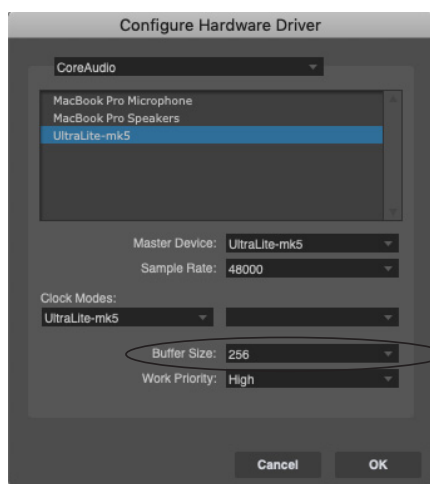 Configure Hardware Driver
CoreAudio
MacBook Pro Microphone
MacBook Pro Speakers
UltraLite-mk5
Master Device: UltraLite-mk5
Sample Rate: 48000
Clock Modes:
UltraLite-mk5
Buffer Size: 256
Work Priority: High
Cancel OK